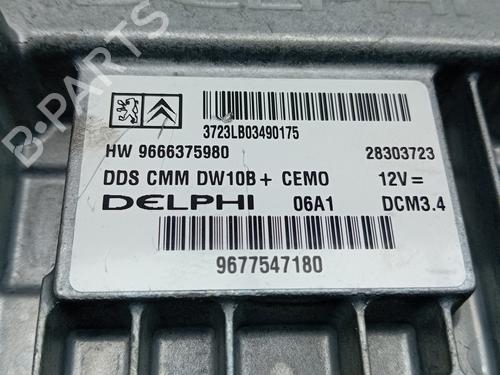 3723LB03490175
HW 9666375980 28303723
DDS CMM DW10B+ CEMO 12V=
DELPHI 06A1 DCM3.4
9677547180
B-PARTS